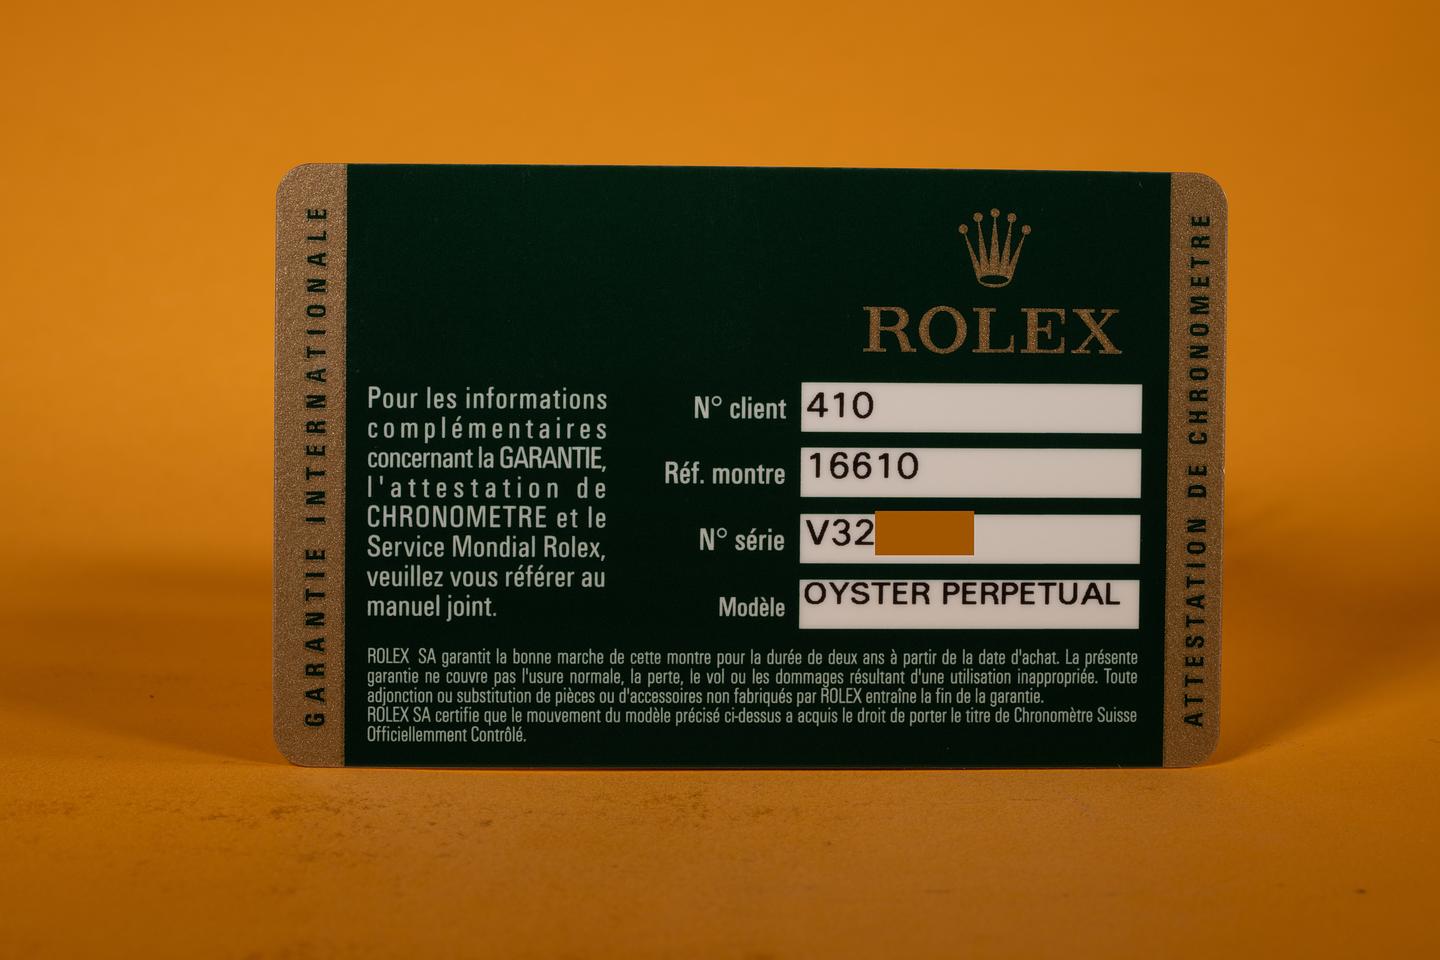 GARANTIE INTERNATIONALE
ROLEX
Pour les informations
complémentaires
concernant la GARANTIE,
l'attestation de
CHRONOMETRE et le
Service Mondial Rolex,
veuillez vous référer au
manuel joint.
N° client 410
Réf. montre 16610
N° série V32
Modèle OYSTER PERPETUAL
ROLEX SA garantit la bonne marche de cette montre pour la durée de deux ans à partir de la date d'achat. La présente
garantie ne couvre pas l'usure normale, la perte, le vol ou les dommages résultant d'une utilisation inappropriée. Toute
adjonction ou substitution de pièces ou d'accessoires non fabriqués par ROLEX entraîne la fin de la garantie.
ROLEX SA certifie que le mouvement du modèle précisé ci-dessus a acquis le droit de porter le titre de Chronomètre Suisse
Officiellemment Contrôlé.
ATTESTATION DE CHRONOMETRE